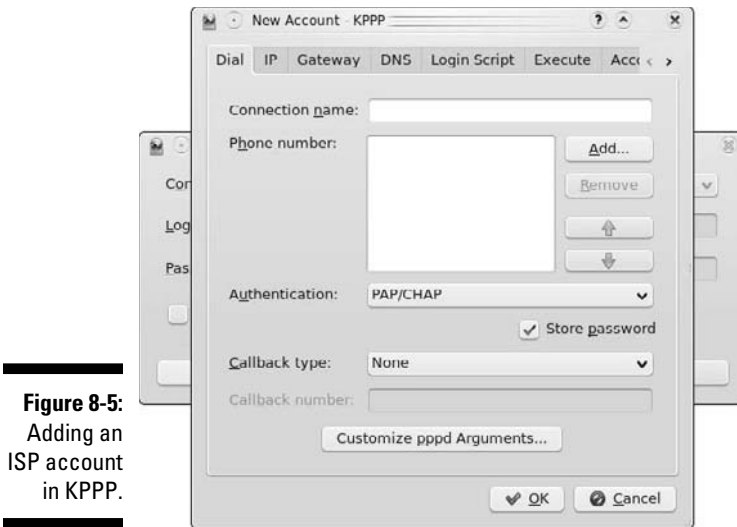 New Account - KPPP
Dial IP Gateway DNS Login Script Execute Acc
Connection name:
Phone number:
Add...
Remove
Con
Log
Pas
Authentication: PAP/CHAP
Store password
Callback type: None
Callback number:
Customize pppd Arguments...
OK Cancel
Figure 8-5:
Adding an
ISP account
in KPPP.